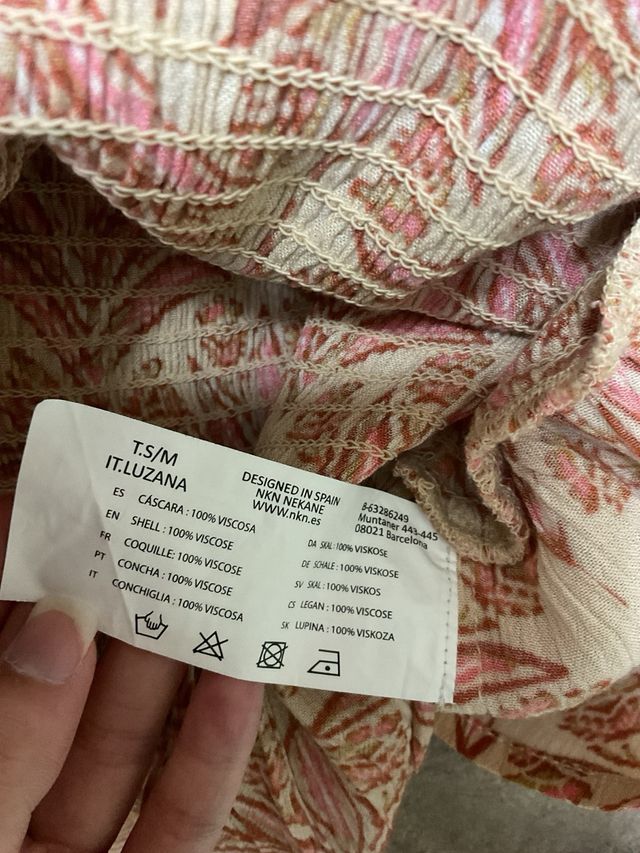 T.S/M
IT.LUZANA
DESIGNED IN SPAIN
NKN NEKANE
WWW.nkn.es
B-63286249
Muntaner 443-445
08021 Barcelona
ES CÁSCARA : 100% VISCOSA
EN SHELL : 100% VISCOSE
FR COQUILLE: 100% VISCOSE
PT CONCHA : 100% VISCOSE
IT CONCHIGLIA : 100% VISCOSA
DA SKAL: 100% VISKOSE
DE SCHALE : 100% VISKOSE
SV SKAL : 100% VISKOS
CS LEGAN : 100% VISCOSE
SK LUPINA : 100% VISKOZA